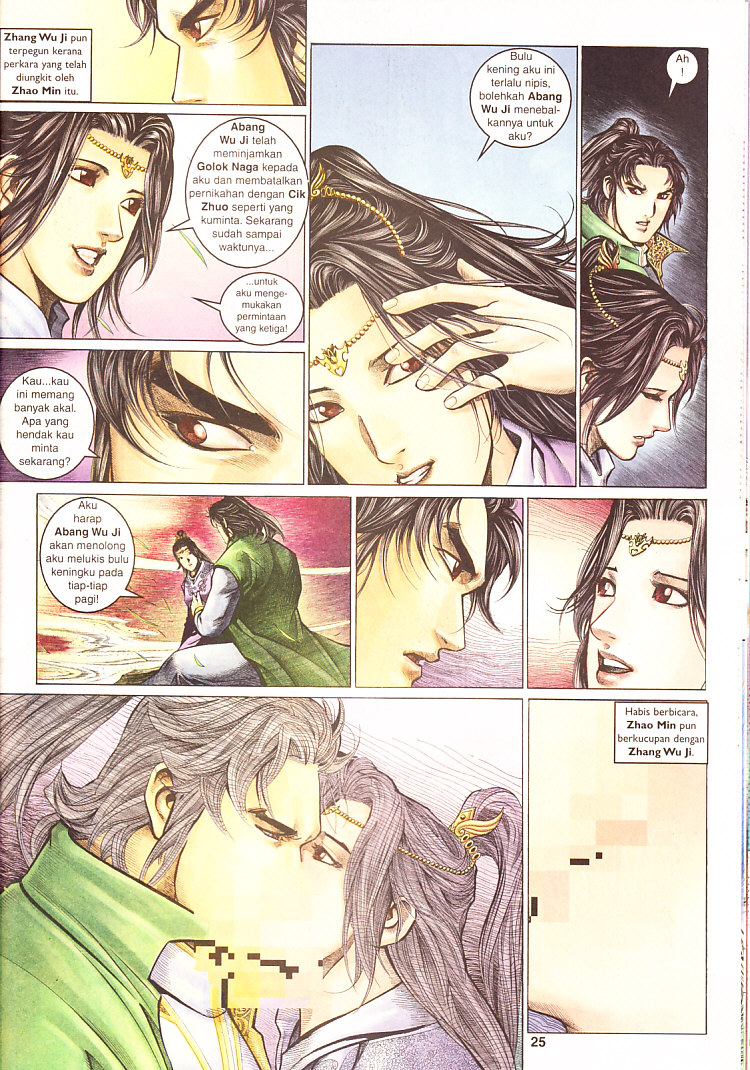 Zhang Wu Ji pun
terpegun kerana
perkara yang telah
diungkit oleh
Zhao Min itu.
Abang
Wu Ji telah
meminjamkan
Golok Naga kepada
aku dan membatalkan
pernikahan dengan Cik
Zhuo seperti yang
kuminta. Sekarang
sudah sampai
waktunya...
...untuk
aku menge-
mukakan
permintaan
yang ketiga!
Kau...kau
ini memang
banyak akal.
Apa yang
hendak kau
minta
sekarang?
Bulu
kening aku ini
terlalu nipis,
bolehkah Abang
Wu Ji menebal-
kannya untuk
aku?
Ah
!
Aku
harap
Abang Wu Ji
akan menolong
aku melukis bulu
keningku pada
tiap-tiap
pagi!
Habis berbicara,
Zhao Min pun
berkucupan dengan
Zhang Wu Ji.
25